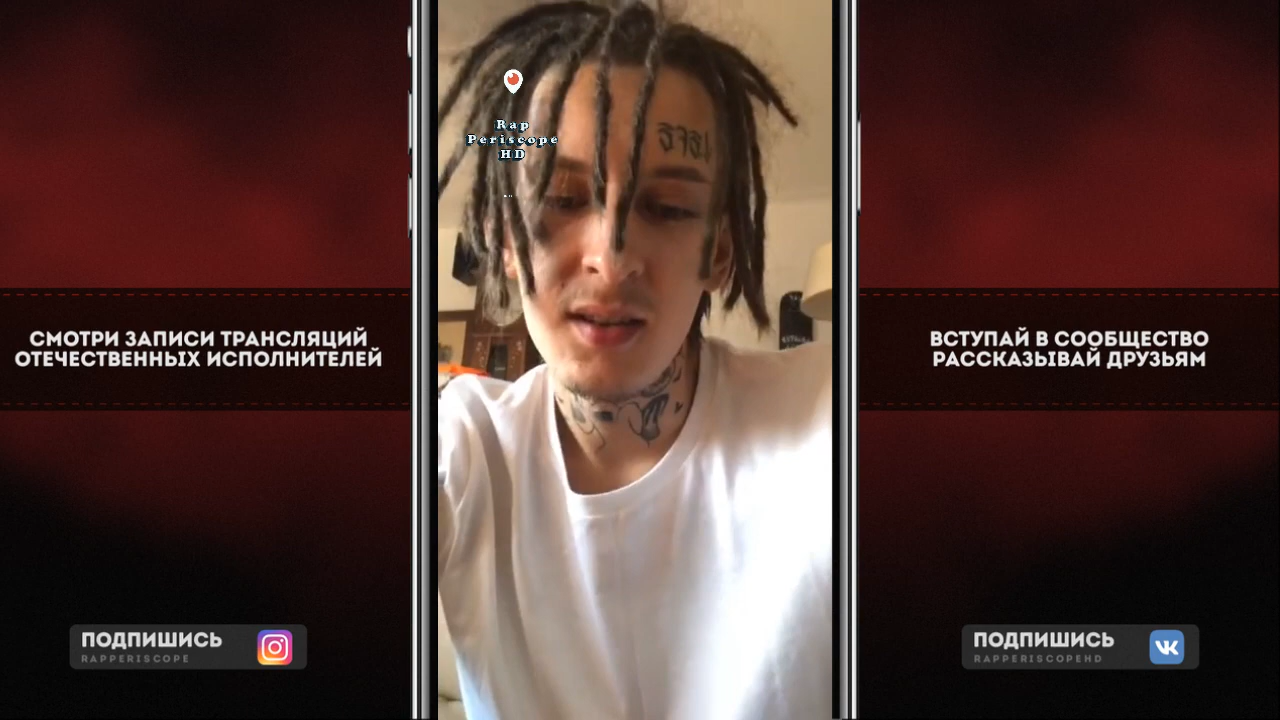 Rap
Periscope
HD
СМОТРИ ЗАПИСИ ТРАНСЛЯЦИЙ
ОТЕЧЕСТВЕННЫХ ИСПОЛНИТЕЛЕЙ
ВСТУПАЙ В СООБЩЕСТВО
РАССКАЗЫВАЙ ДРУЗЬЯМ
ПОДПИШИСЬ
RAPPERISCOPE
ПОДПИШИСЬ
RAPPERISCOPEHD